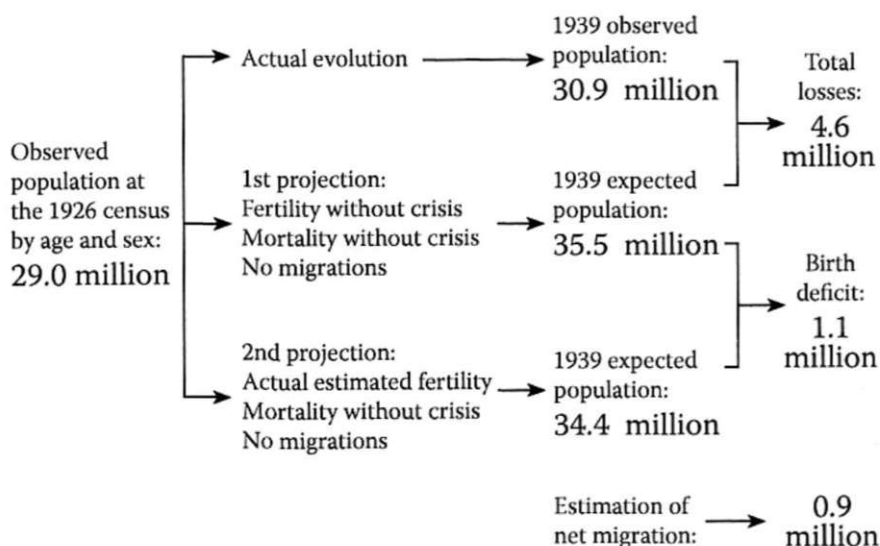 Observed
population at
the 1926 census
by age and sex:
29.0 million
Actual evolution
1939 observed
population:
30.9 million
Total
losses:
4.6
million
1st projection:
Fertility without crisis
Mortality without crisis
No migrations
1939 expected
population:
35.5 million
Birth
deficit:
1.1
million
2nd projection:
Actual estimated fertility
Mortality without crisis
No migrations
1939 expected
population:
34.4 million
Estimation of
net migration:
0.9
million